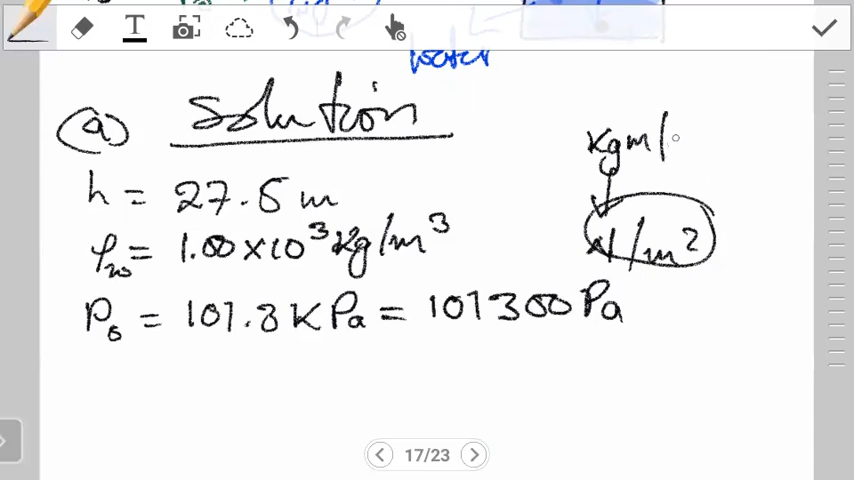 T
water
(a) Solution
kgm/
h = 27.5 m
ρ20 = 1.00×10³ Kg/m³
N/m²
P0 = 101.3 KPa = 101300 Pa
17/23